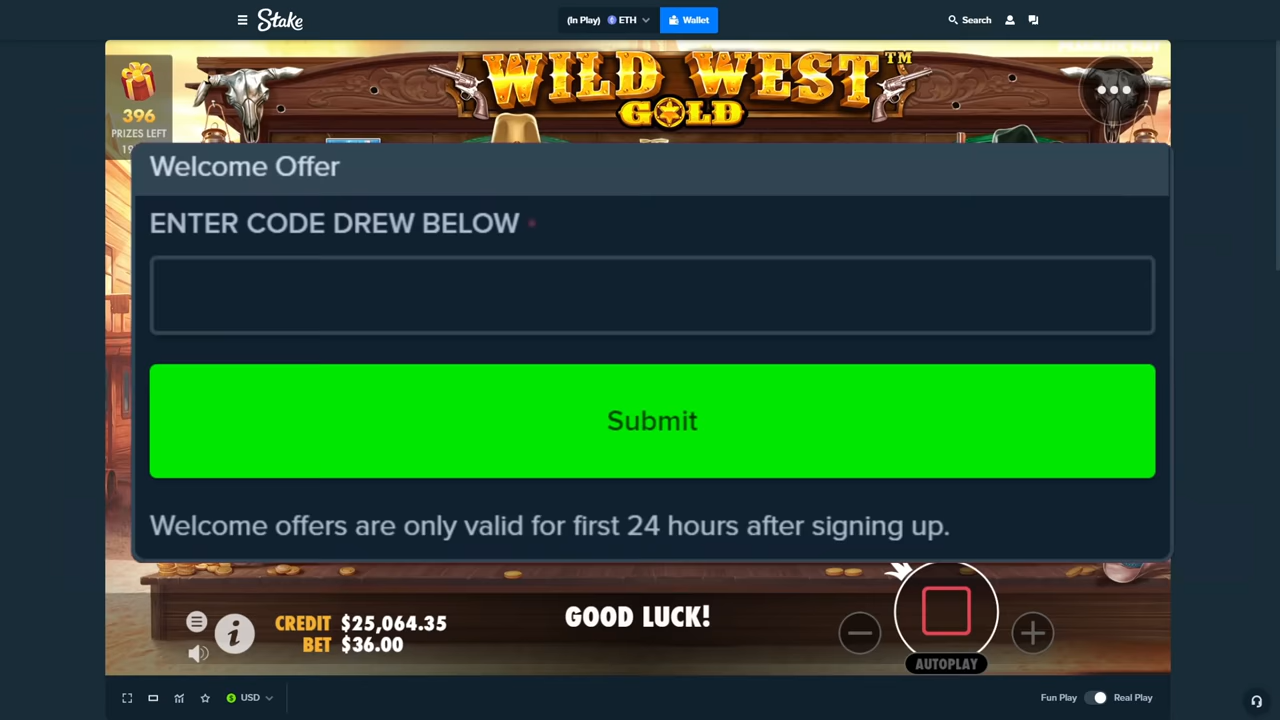 Stake
(In Play) ETH
Wallet
Search
WILD WEST™
GOLD
396
PRIZES LEFT
Welcome Offer
ENTER CODE DREW BELOW *
Submit
Welcome offers are only valid for first 24 hours after signing up.
CREDIT $25,064.35
BET $36.00
GOOD LUCK!
AUTOPLAY
USD
Fun Play
Real Play